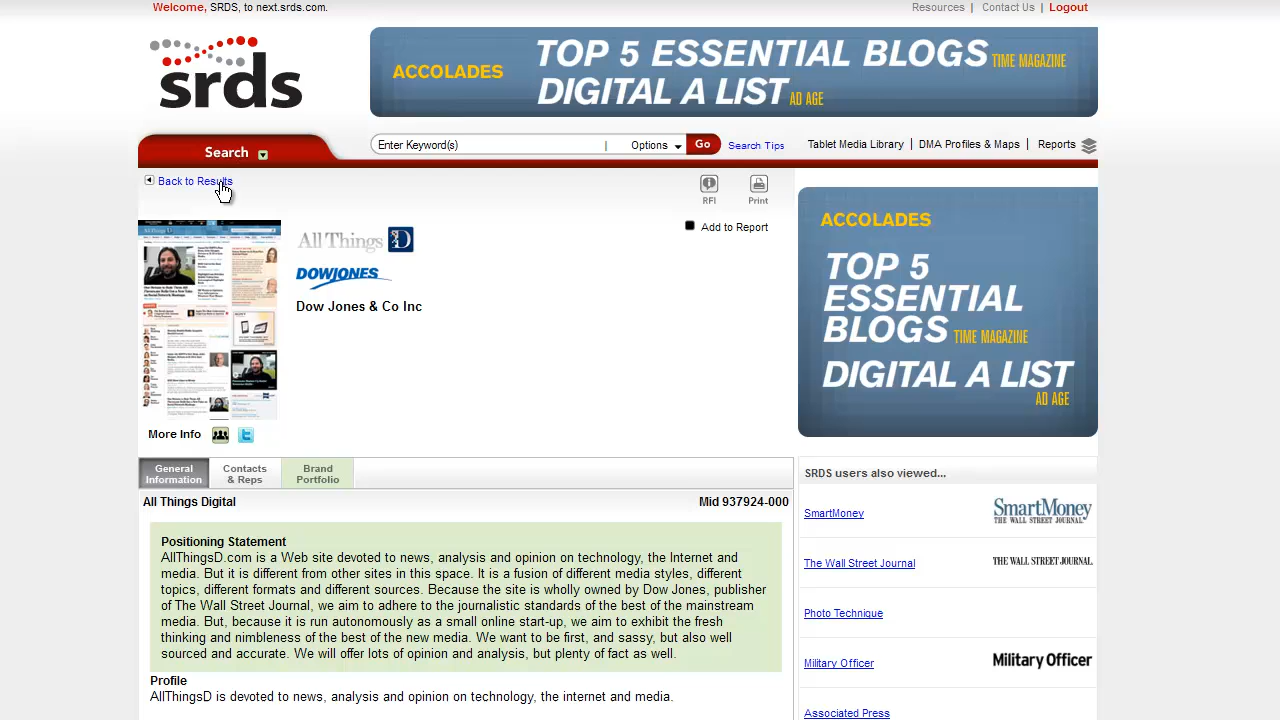 Welcome, SRDS, to next.srds.com.
Resources | Contact Us | Logout
srds
ACCOLADES
TOP 5 ESSENTIAL BLOGS TIME MAGAZINE
DIGITAL A LIST AD AGE
Search
Enter Keyword(s)
Options
Go
Search Tips
Tablet Media Library | DMA Profiles & Maps | Reports
Back to Results
RFI
Print
Add to Report
All Things D
DOWJONES
Dow Jones & Co Inc
More Info
ACCOLADES
TOP 5
ESSENTIAL
BLOGS TIME MAGAZINE
DIGITAL A LIST
AD AGE
General
Information
Contacts
& Reps
Brand
Portfolio
All Things Digital
Mid 937924-000
Positioning Statement
AllThingsD.com is a Web site devoted to news, analysis and opinion on technology, the Internet and
media. But it is different from other sites in this space. It is a fusion of different media styles, different
topics, different formats and different sources. Because the site is wholly owned by Dow Jones, publisher
of The Wall Street Journal, we aim to adhere to the journalistic standards of the best of the mainstream
media. But, because it is run autonomously as a small online start-up, we aim to exhibit the fresh
thinking and nimbleness of the best of the new media. We want to be first, and sassy, but also well
sourced and accurate. We will offer lots of opinion and analysis, but plenty of fact as well.
Profile
AllThingsD is devoted to news, analysis and opinion on technology, the internet and media.
SRDS users also viewed...
SmartMoney
SmartMoney
THE WALL STREET JOURNAL
The Wall Street Journal
THE WALL STREET JOURNAL
Photo Technique
Military Officer
Military Officer
Associated Press